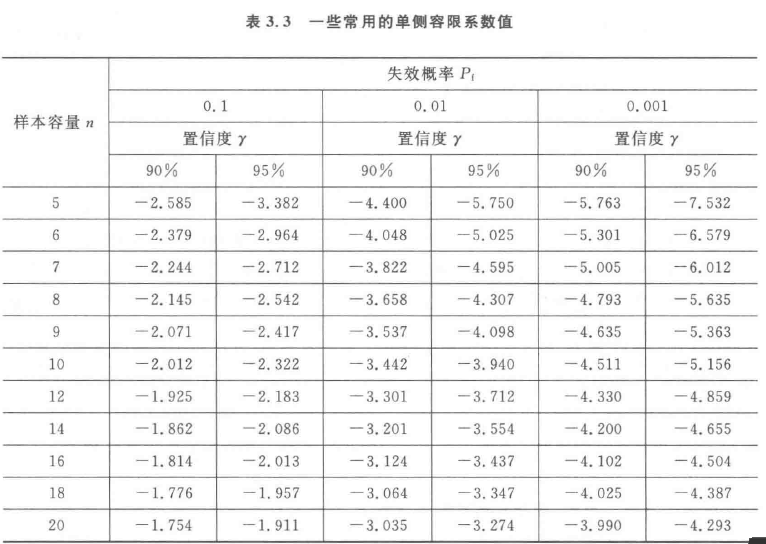 表 3.3 一些常用的单侧容限系数值
样本容量 n
失效概率 Pf
0.1 0.01 0.001
置信度 γ 置信度 γ 置信度 γ
90% 95% 90% 95% 90% 95%
5 −2.585 −3.382 −4.400 −5.750 −5.763 −7.532
6 −2.379 −2.964 −4.048 −5.025 −5.301 −6.579
7 −2.244 −2.712 −3.822 −4.595 −5.005 −6.012
8 −2.145 −2.542 −3.658 −4.307 −4.793 −5.635
9 −2.071 −2.417 −3.537 −4.098 −4.635 −5.363
10 −2.012 −2.322 −3.442 −3.940 −4.511 −5.156
12 −1.925 −2.183 −3.301 −3.712 −4.330 −4.859
14 −1.862 −2.086 −3.201 −3.554 −4.200 −4.655
16 −1.814 −2.013 −3.124 −3.437 −4.102 −4.504
18 −1.776 −1.957 −3.064 −3.347 −4.025 −4.387
20 −1.754 −1.911 −3.035 −3.274 −3.990 −4.293